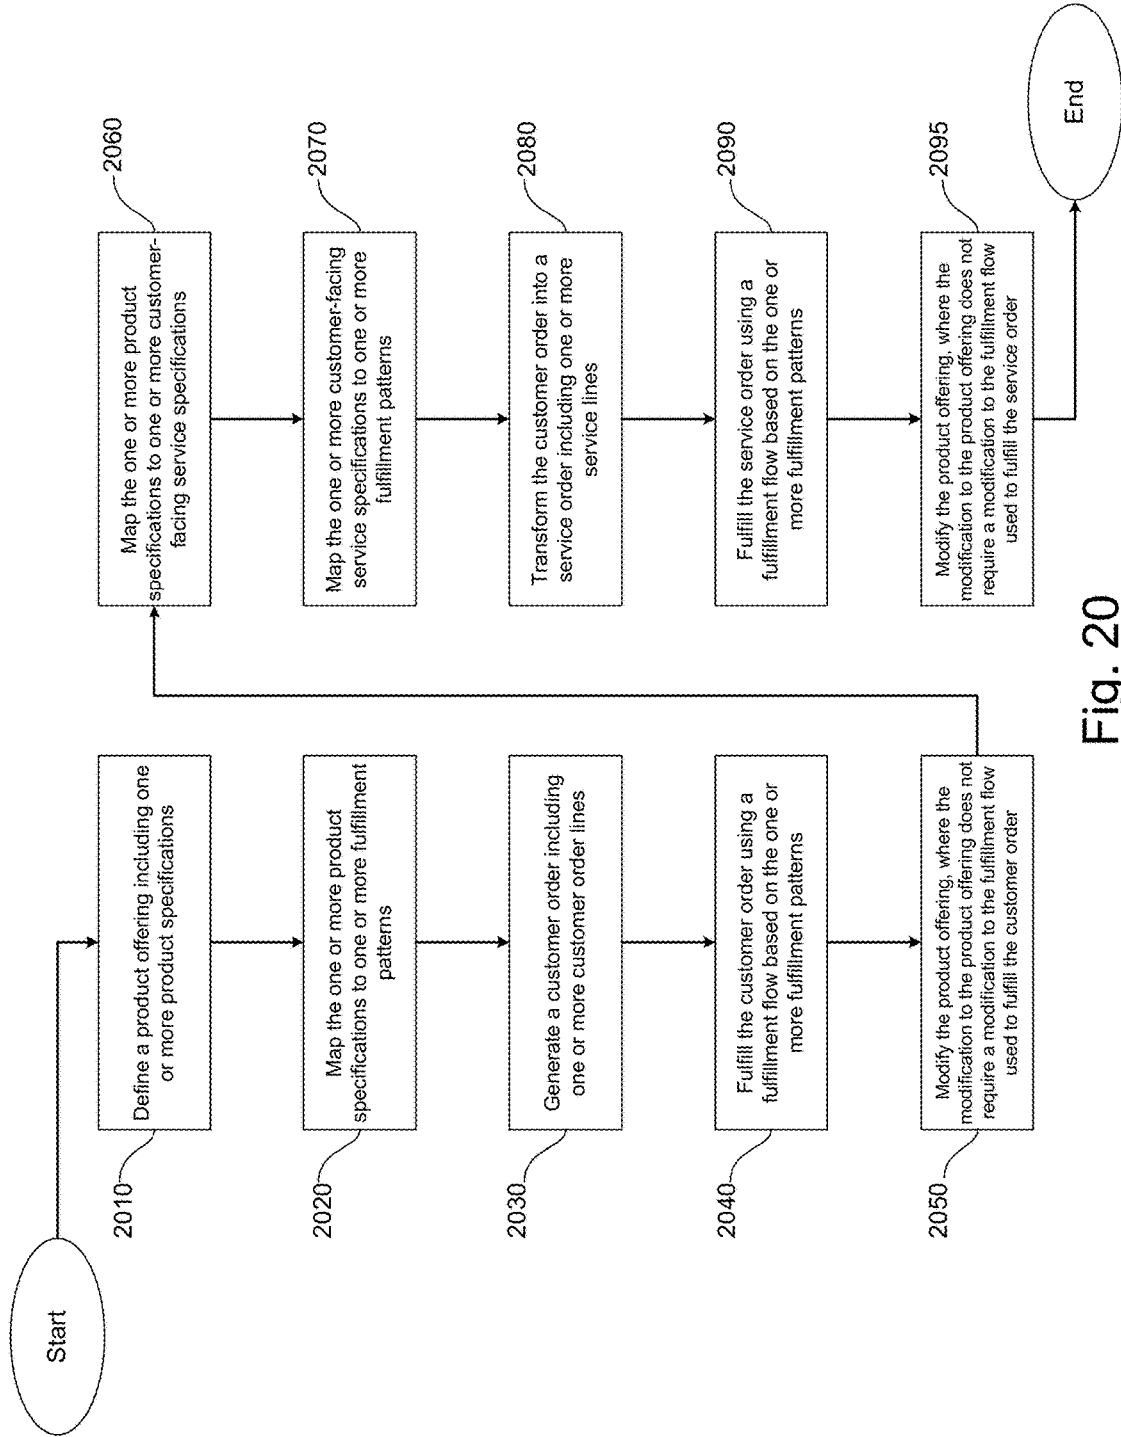 Start
2010
Define a product offering including one
or more product specifications
2020
Map the one or more product
specifications to one or more fulfillment
patterns
2030
Generate a customer order including
one or more customer order lines
2040
Fulfill the customer order using a
fulfillment flow based on the one or
more fulfillment patterns
2050
Modify the product offering, where the
modification to the product offering does not
require a modification to the fulfillment flow
used to fulfill the customer order
2060
Map the one or more product
specifications to one or more customer-
facing service specifications
2070
Map the one or more customer-facing
service specifications to one or more
fulfillment patterns
2080
Transform the customer order into a
service order including one or more
service lines
2090
Fulfill the service order using a
fulfillment flow based on the one or
more fulfillment patterns
2095
Modify the product offering, where the
modification to the product offering does not
require a modification to the fulfillment flow
used to fulfill the service order
End
Fig. 20